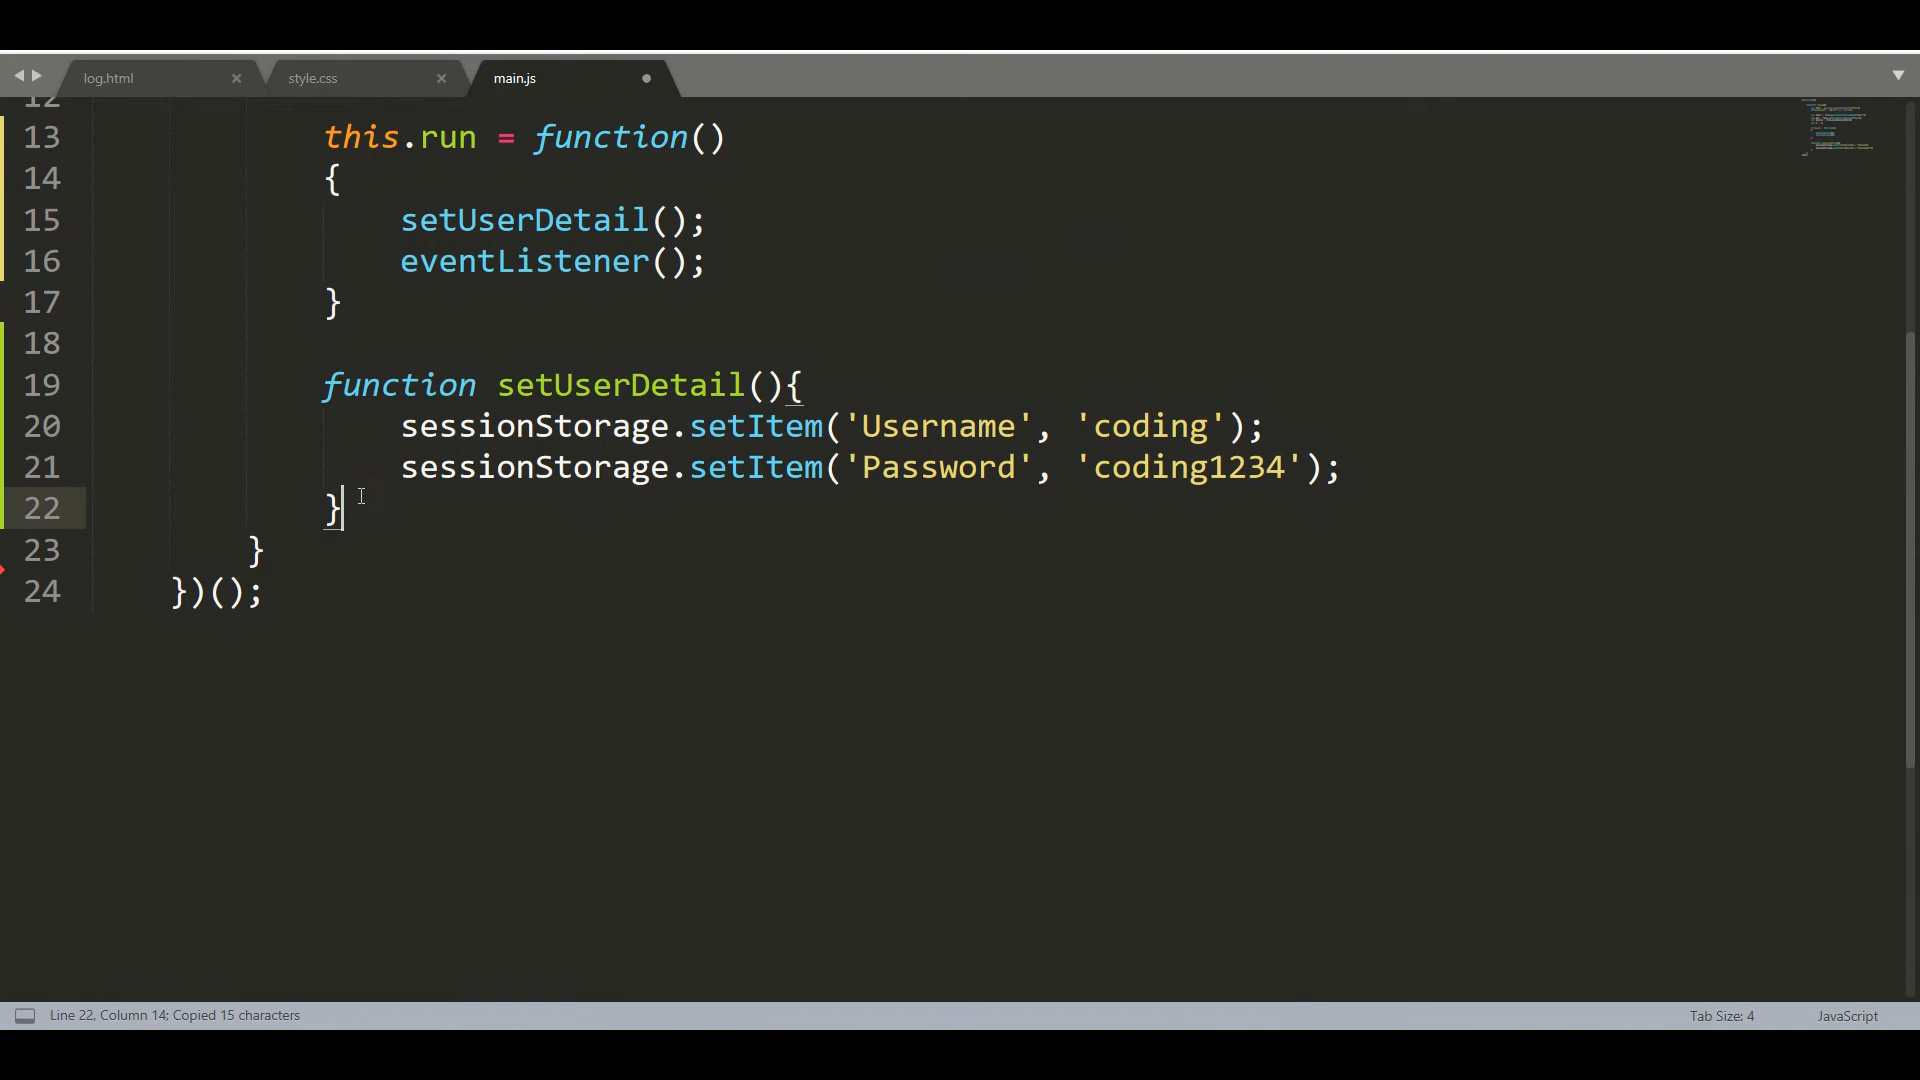 log.html
style.css
main.js
12
13 this.run = function()
14 {
15 setUserDetail();
16 eventListener();
17 }
18
19 function setUserDetail(){
20 sessionStorage.setItem('Username', 'coding');
21 sessionStorage.setItem('Password', 'coding1234');
22 }
23 }
24 })();
Line 22, Column 14; Copied 15 characters
Tab Size: 4
JavaScript